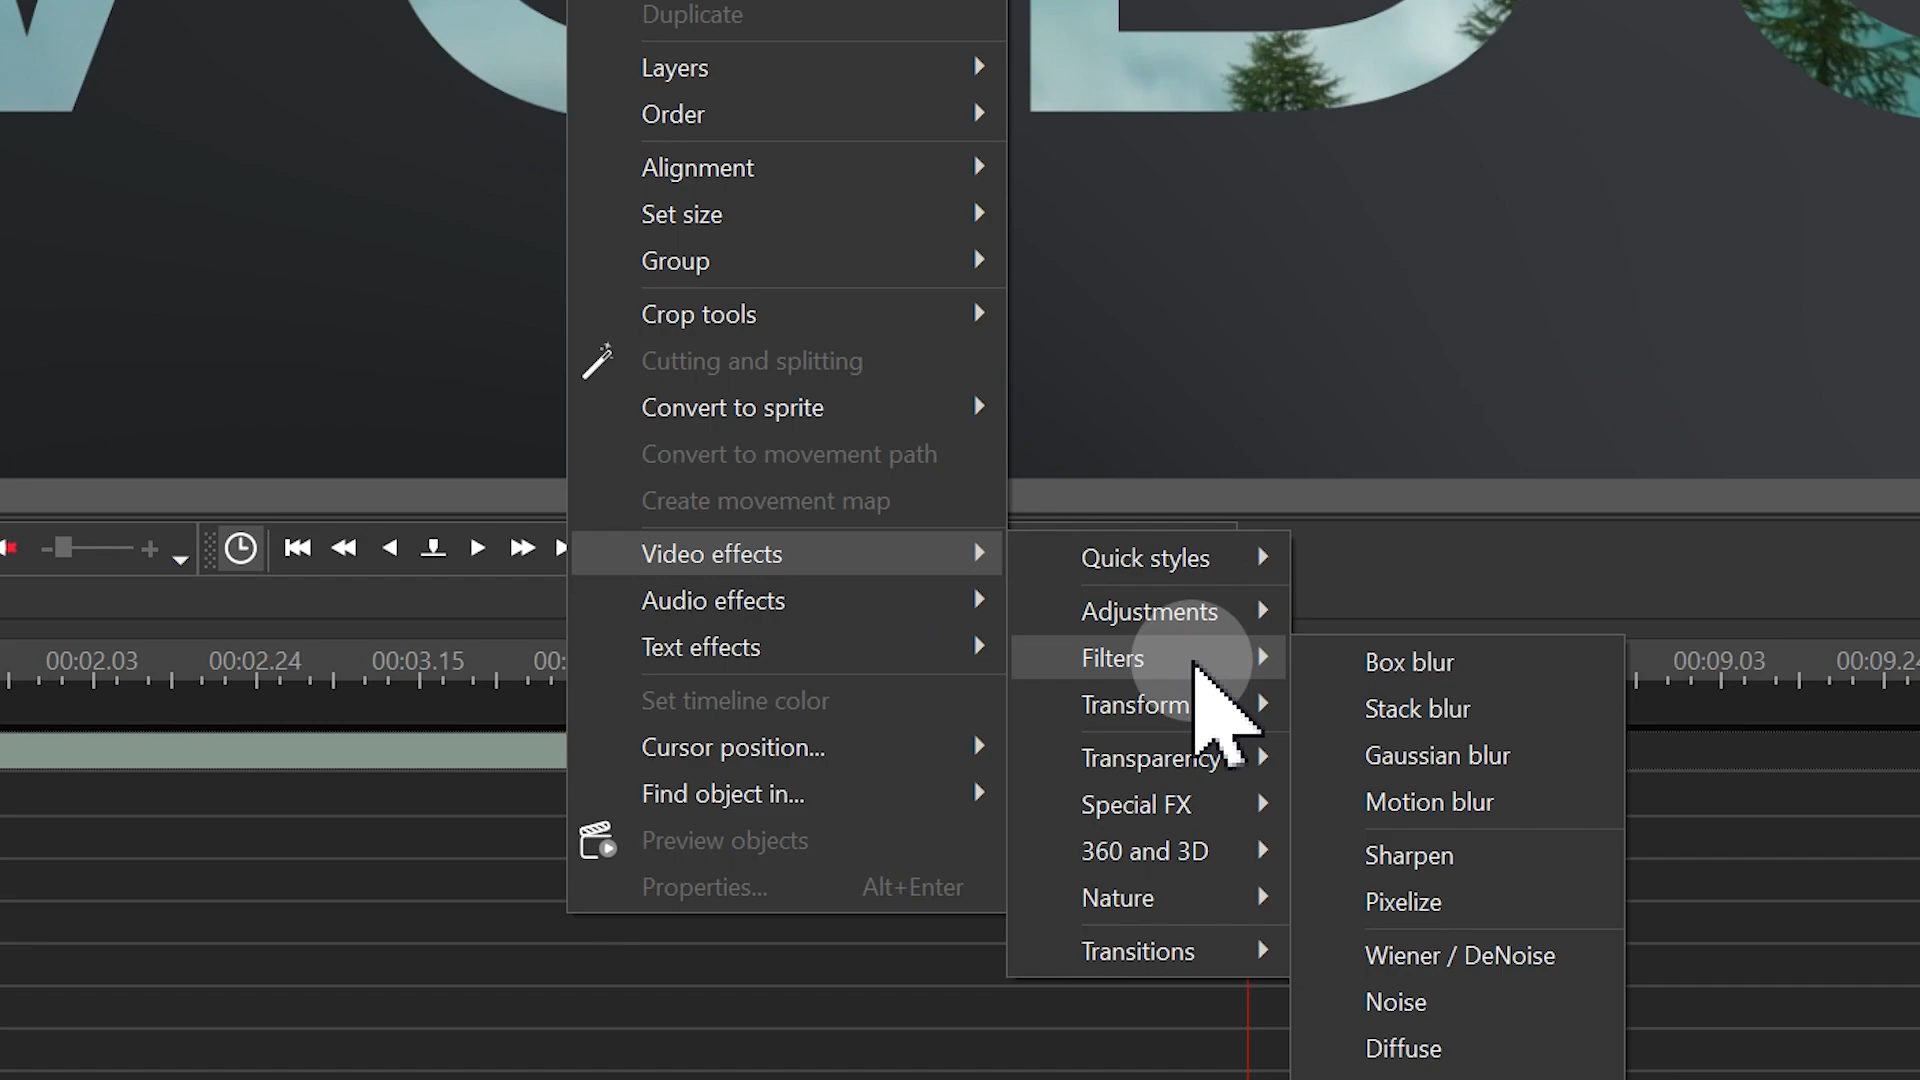 Duplicate
Layers
Order
Alignment
Set size
Group
Crop tools
Cutting and splitting
Convert to sprite
Convert to movement path
Create movement map
Video effects
Audio effects
Text effects
Set timeline color
Cursor position...
Find object in...
Preview objects
Properties... Alt+Enter
Quick styles
Adjustments
Filters
Transform
Transparency
Special FX
360 and 3D
Nature
Transitions
Box blur
Stack blur
Gaussian blur
Motion blur
Sharpen
Pixelize
Wiener / DeNoise
Noise
Diffuse
00:02.03 00:02.24 00:03.15 00: 00:09.03 00:09.24